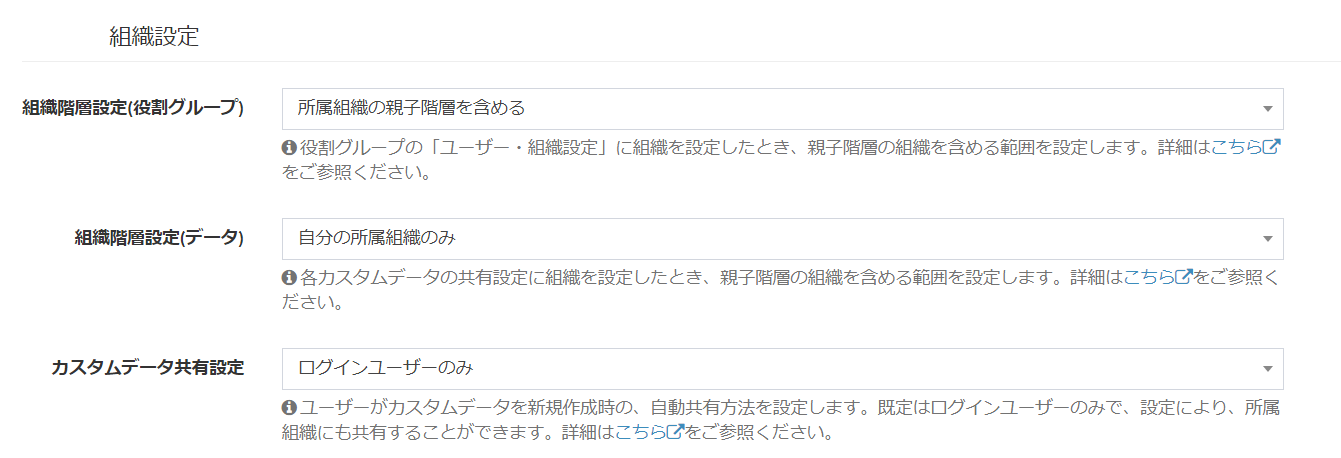 組織設定
組織階層設定(役割グループ)
所属組織の親子階層を含める
役割グループの「ユーザー・組織設定」に組織を設定したとき、親子階層の組織を含める範囲を設定します。詳細はこちら
をご参照ください。
組織階層設定(データ)
自分の所属組織のみ
各カスタムデータの共有設定に組織を設定したとき、親子階層の組織を含める範囲を設定します。詳細はこちらをご参照く
ださい。
カスタムデータ共有設定
ログインユーザーのみ
ユーザーがカスタムデータを新規作成時の、自動共有方法を設定します。既定はログインユーザーのみで、設定により、所属
組織にも共有することができます。詳細はこちらをご参照ください。